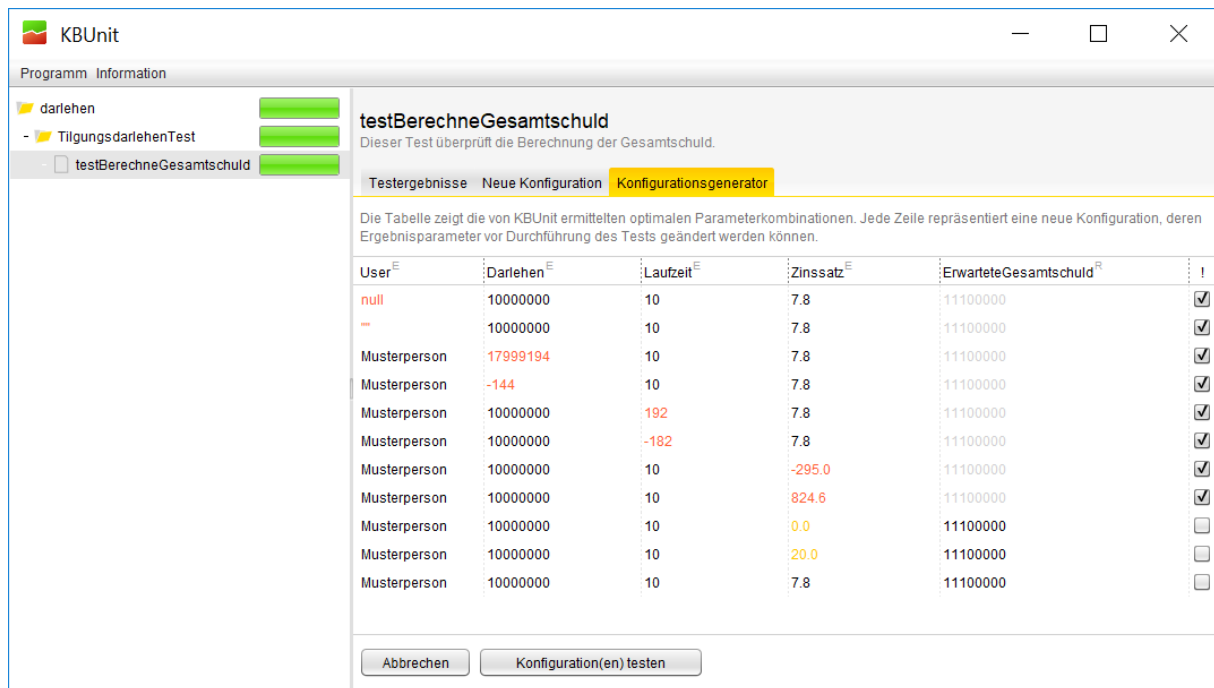 KBUnit
Programm Information
darlehen
- TilgungsdarlehenTest
testBerechneGesamtschuld
testBerechneGesamtschuld
Dieser Test überprüft die Berechnung der Gesamtschuld.
Testergebnisse Neue Konfiguration Konfigurationsgenerator
Die Tabelle zeigt die von KBUnit ermittelten optimalen Parameterkombinationen. Jede Zeile repräsentiert eine neue Konfiguration, deren
Ergebnisparameter vor Durchführung des Tests geändert werden können.
User E Darlehen E Laufzeit E Zinssatz E ErwarteteGesamtschuld R !
null 10000000 10 7.8 11100000
"" 10000000 10 7.8 11100000
Musterperson 17999194 10 7.8 11100000
Musterperson -144 10 7.8 11100000
Musterperson 10000000 192 7.8 11100000
Musterperson 10000000 -182 7.8 11100000
Musterperson 10000000 10 -295.0 11100000
Musterperson 10000000 10 824.6 11100000
Musterperson 10000000 10 0.0 11100000
Musterperson 10000000 10 20.0 11100000
Musterperson 10000000 10 7.8 11100000
Abbrechen Konfiguration(en) testen